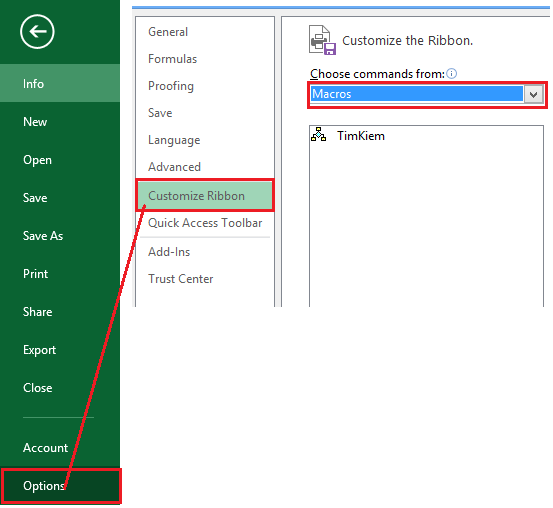 Info
New
Open
Save
Save As
Print
Share
Export
Close
Account
Options
General
Formulas
Proofing
Save
Language
Advanced
Customize Ribbon
Quick Access Toolbar
Add-Ins
Trust Center
Customize the Ribbon.
Choose commands from:
Macros
TimKiem